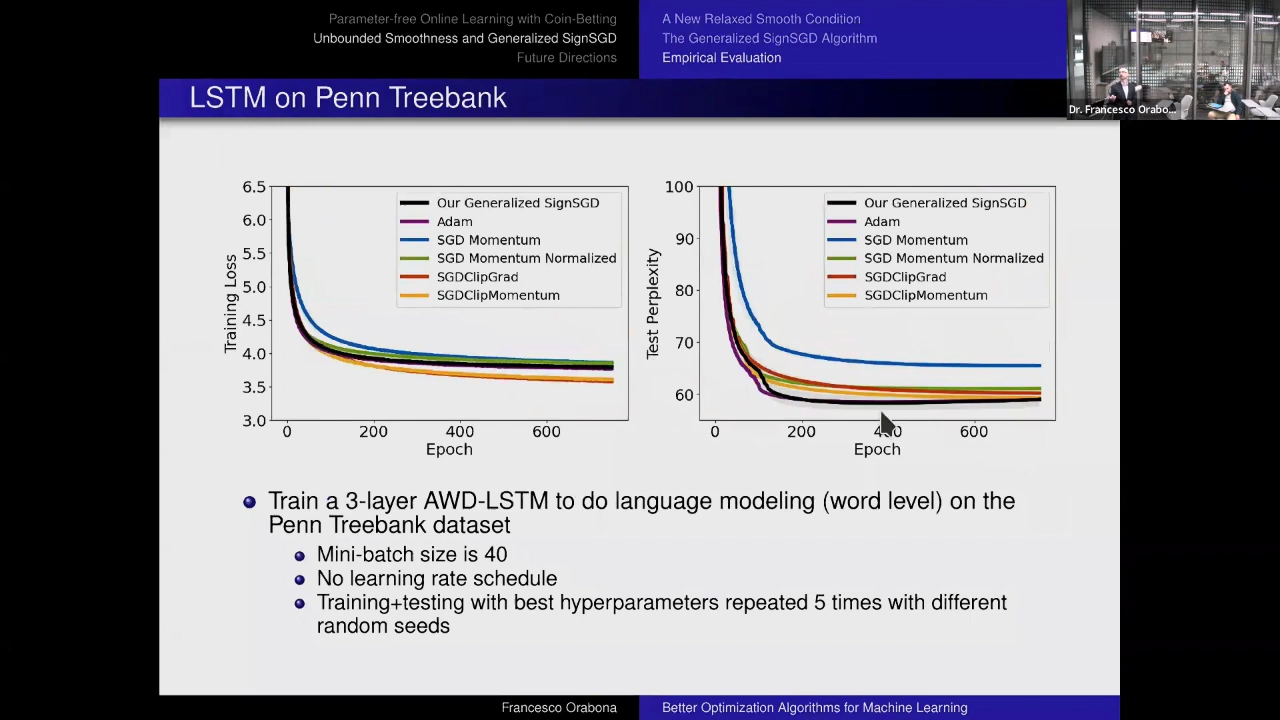 Parameter-free Online Learning with Coin-Betting
Unbounded Smoothness and Generalized SignSGD
Future Directions
A New Relaxed Smooth Condition
The Generalized SignSGD Algorithm
Empirical Evaluation
Dr. Francesco Orabo...
LSTM on Penn Treebank
6.5
6.0
5.5
5.0
4.5
4.0
3.5
3.0
Training Loss
Our Generalized SignSGD
Adam
SGD Momentum
SGD Momentum Normalized
SGDClipGrad
SGDClipMomentum
0 200 400 600
Epoch
100
90
80
70
60
Test Perplexity
Our Generalized SignSGD
Adam
SGD Momentum
SGD Momentum Normalized
SGDClipGrad
SGDClipMomentum
0 200 400 600
Epoch
Train a 3-layer AWD-LSTM to do language modeling (word level) on the
Penn Treebank dataset
Mini-batch size is 40
No learning rate schedule
Training+testing with best hyperparameters repeated 5 times with different
random seeds
Francesco Orabona
Better Optimization Algorithms for Machine Learning